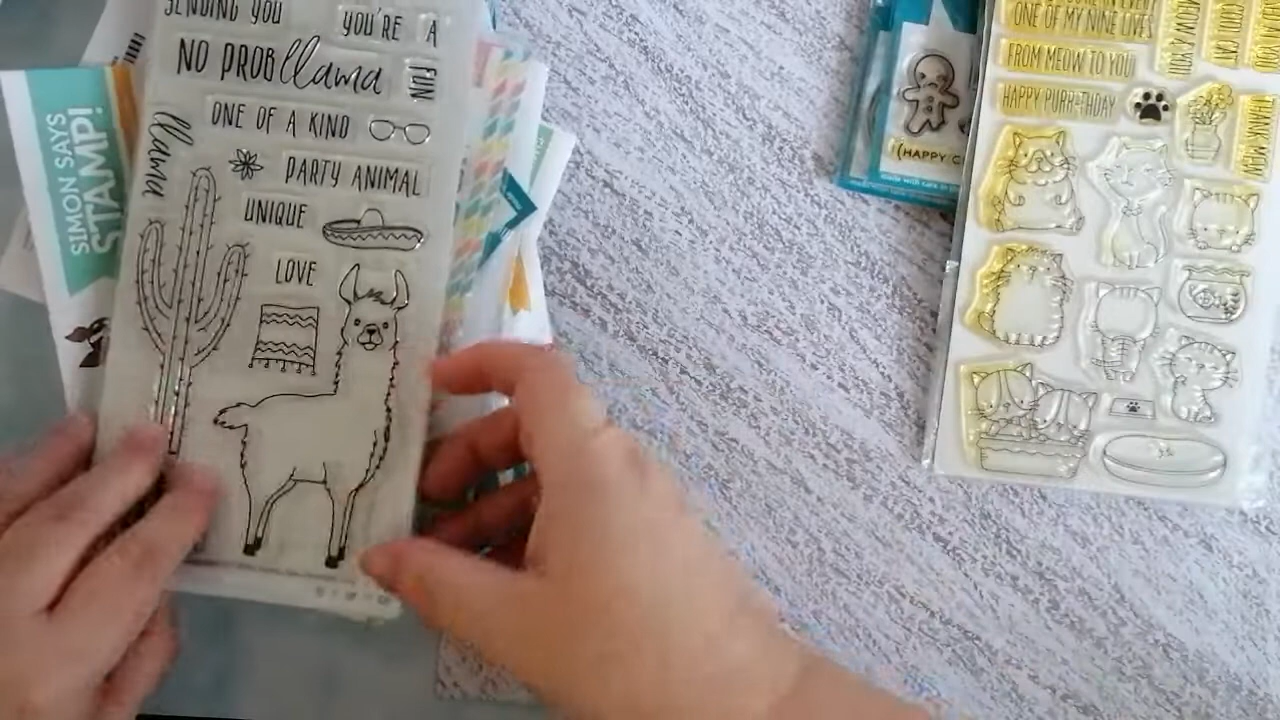 SENDING YOU
YOU'RE A
NO PROBllama
FUN
ONE OF A KIND
llama
PARTY ANIMAL
UNIQUE
LOVE
SIMON SAYS
STAMP!
ONE OF MY NINE LIVES
FROM MEOW TO YOU
HAPPY PURR-THDAY
(HAPPY